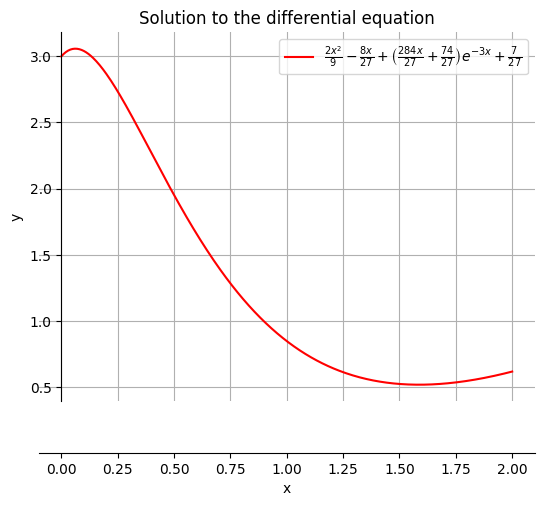 Solution to the differential equation
2x²/9 − 8x/27 + (284x/27 + 74/27)e^{−3x} + 7/27
3.0
2.5
2.0
1.5
1.0
0.5
y
0.00 0.25 0.50 0.75 1.00 1.25 1.50 1.75 2.00
x